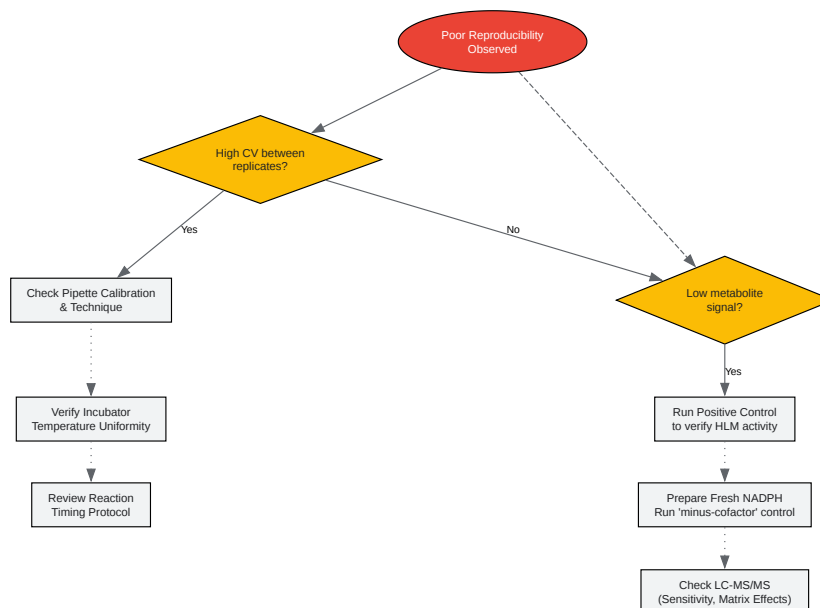 Poor Reproducibility
Observed
High CV between
replicates?
Yes
No
Check Pipette Calibration
& Technique
Low metabolite
signal?
Yes
Verify Incubator
Temperature Uniformity
Run Positive Control
to verify HLM activity
Review Reaction
Timing Protocol
Prepare Fresh NADPH
Run 'minus-cofactor' control
Check LC-MS/MS
(Sensitivity, Matrix Effects)